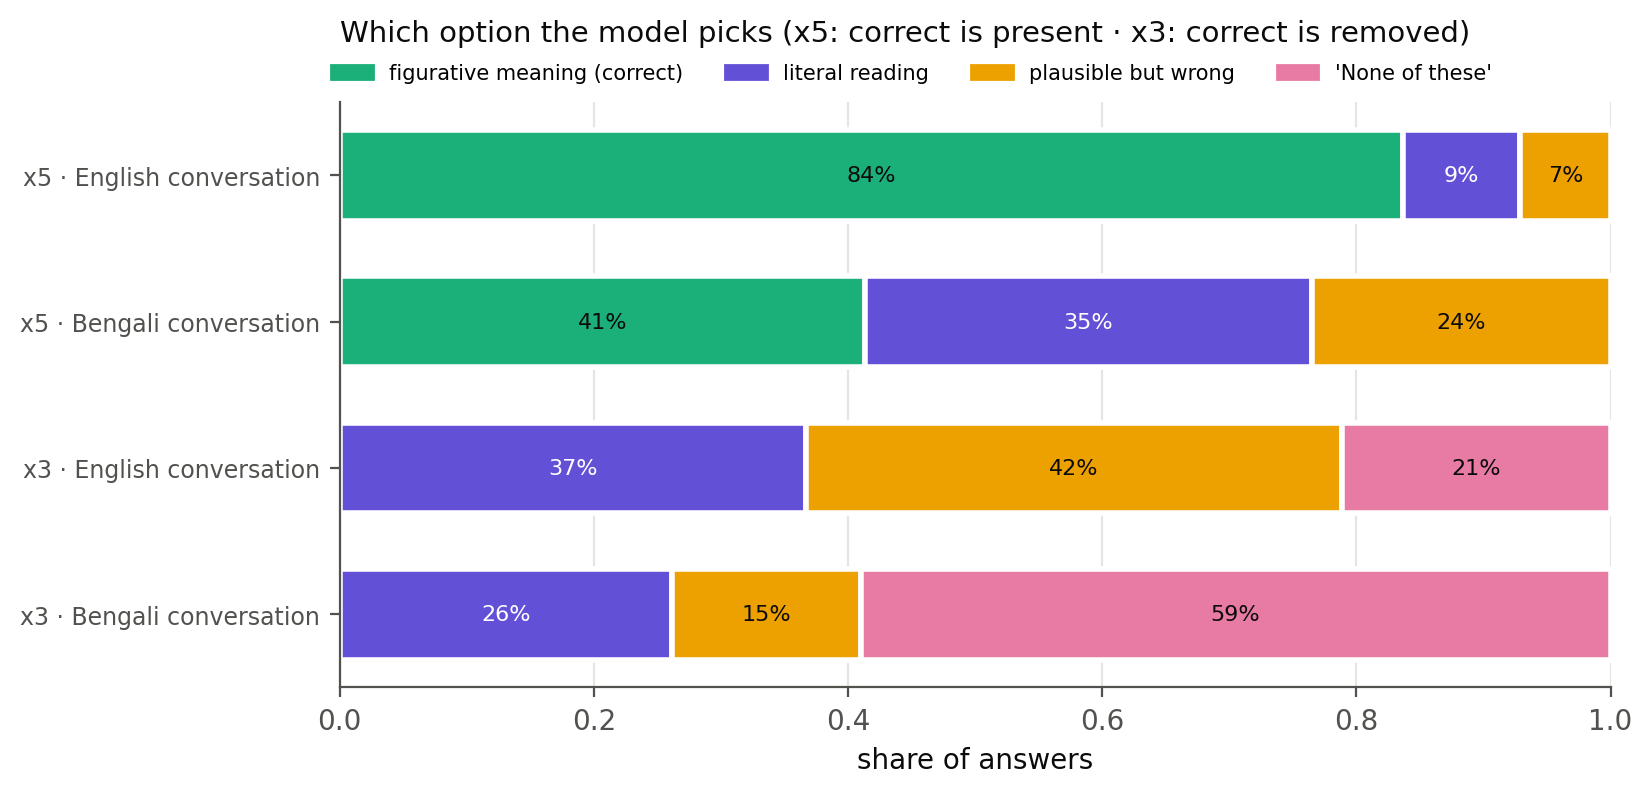 Which option the model picks (x5: correct is present · x3: correct is removed)
figurative meaning (correct) literal reading plausible but wrong 'None of these'
x5 · English conversation 84% 9% 7%
x5 · Bengali conversation 41% 35% 24%
x3 · English conversation 37% 42% 21%
x3 · Bengali conversation 26% 15% 59%
0.0 0.2 0.4 0.6 0.8 1.0
share of answers